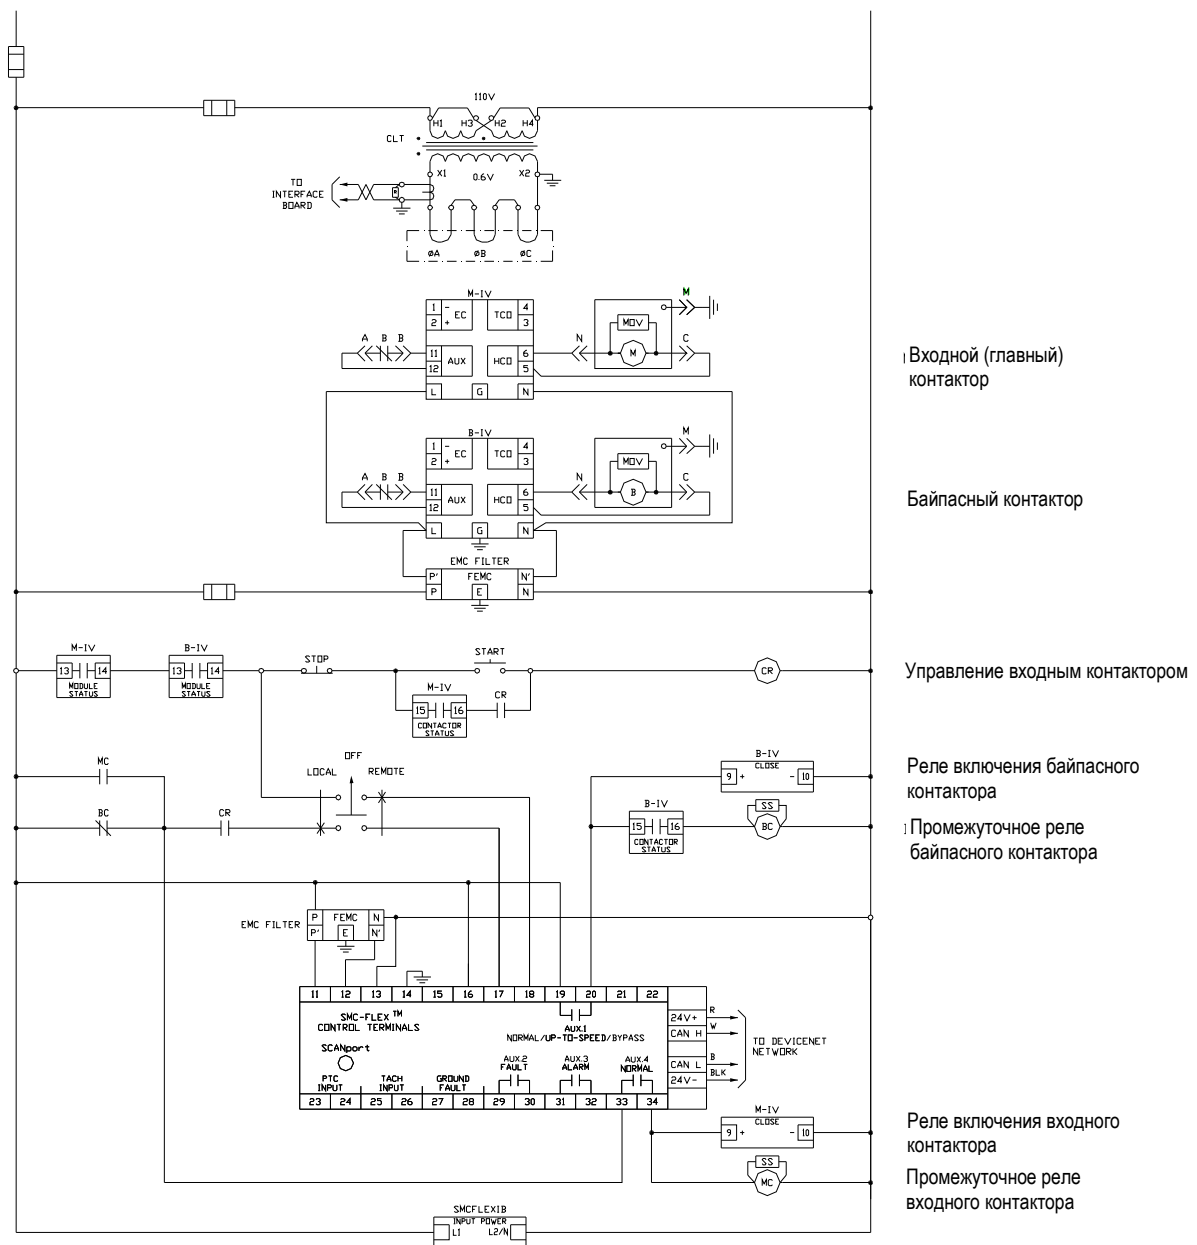 110V
H1 H3 H2 H4
CLT
X1 0.6V X2
TO
INTERFACE
BOARD
R
ØA ØB ØC
M-IV
1 - EC TCO 4
2 + 3
M
MOV
A B B
11 AUX HCO 6
12 5
N M C
L G N
Входной (главный)
контактор
B-IV
1 - EC TCO 4
2 + 3
M
MOV
A B B
11 AUX HCO 6
12 5
N B C
L G N
Байпасный контактор
EMC FILTER
P' FEMC N'
P E N
M-IV
13 14
MODULE
STATUS
B-IV
13 14
MODULE
STATUS
STOP
START
CR
Управление входным контактором
M-IV
15 16
CONTACTOR
STATUS
CR
MC
OFF
LOCAL REMOTE
B-IV
CLOSE
9 + - 10
Реле включения байпасного
контактора
BC
CR
B-IV
15 16
CONTACTOR
STATUS
SS
BC
Промежуточное реле
байпасного контактора
EMC FILTER
P FEMC N
P' E N'
11 12 13 14 15 16 17 18 19 20 21 22
SMC-FLEX™
CONTROL TERMINALS
AUX.1
NORMAL/UP-TO-SPEED/BYPASS
SCANport
24V+ R
CAN H W
CAN L B
24V- BLK
TO DEVICENET
NETWORK
PTC
INPUT
TACH
INPUT
GROUND
FAULT
AUX.2
FAULT
AUX.3
ALARM
AUX.4
NORMAL
23 24 25 26 27 28 29 30 31 32 33 34
M-IV
CLOSE
9 + - 10
Реле включения входного
контактора
SS
MC
Промежуточное реле
входного контактора
SMCFLEXIB
INPUT POWER
L1 L2/N